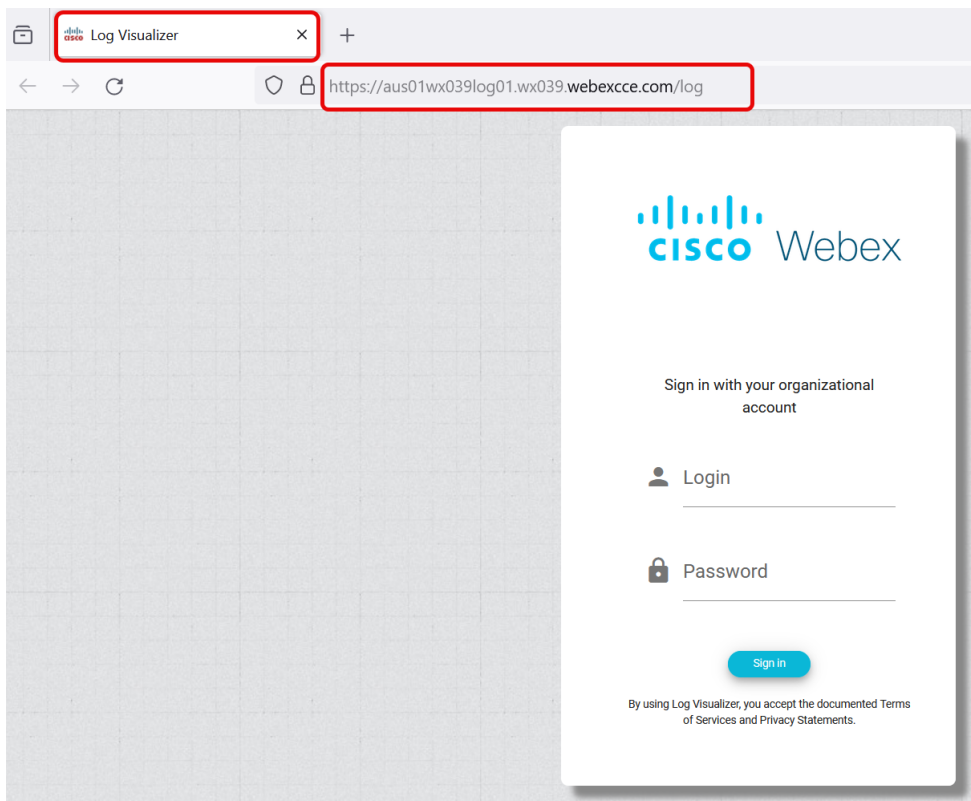 cisco Log Visualizer
https://aus01wx039log01.wx039.webexcce.com/log
cisco Webex
Sign in with your organizational
account
Login
Password
Sign in
By using Log Visualizer, you accept the documented Terms
of Services and Privacy Statements.